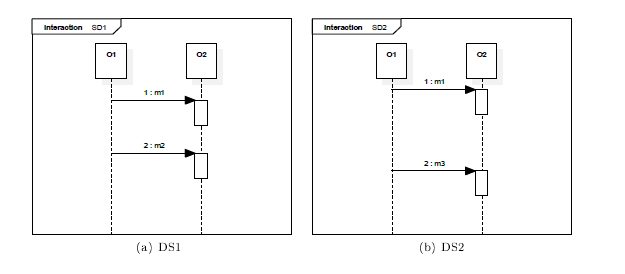 Interaction SD1
O1 O2
1 : m1
2 : m2
(a) DS1
Interaction SD2
O1 O2
1 : m1
2 : m3
(b) DS2